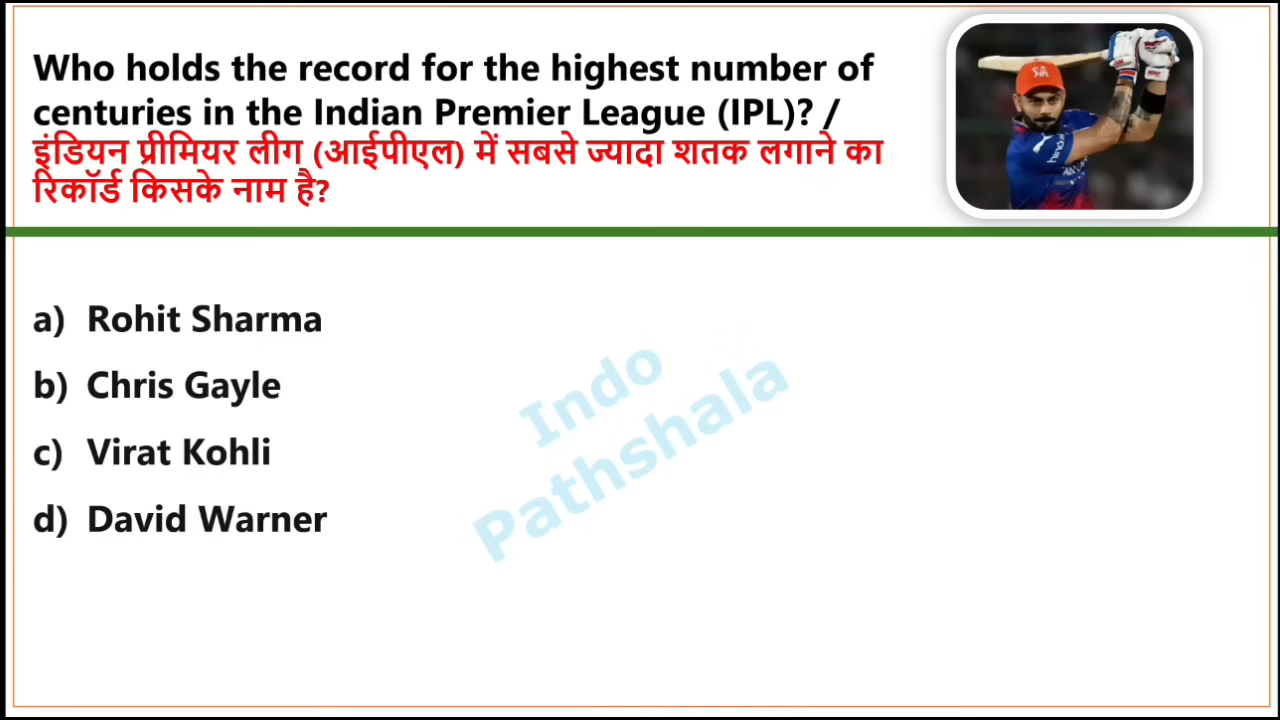 Who holds the record for the highest number of
centuries in the Indian Premier League (IPL)? /
इंडियन प्रीमियर लीग (आईपीएल) में सबसे ज्यादा शतक लगाने का
रिकॉर्ड किसके नाम है?
a) Rohit Sharma
b) Chris Gayle
c) Virat Kohli
d) David Warner
Indo
Pathshala